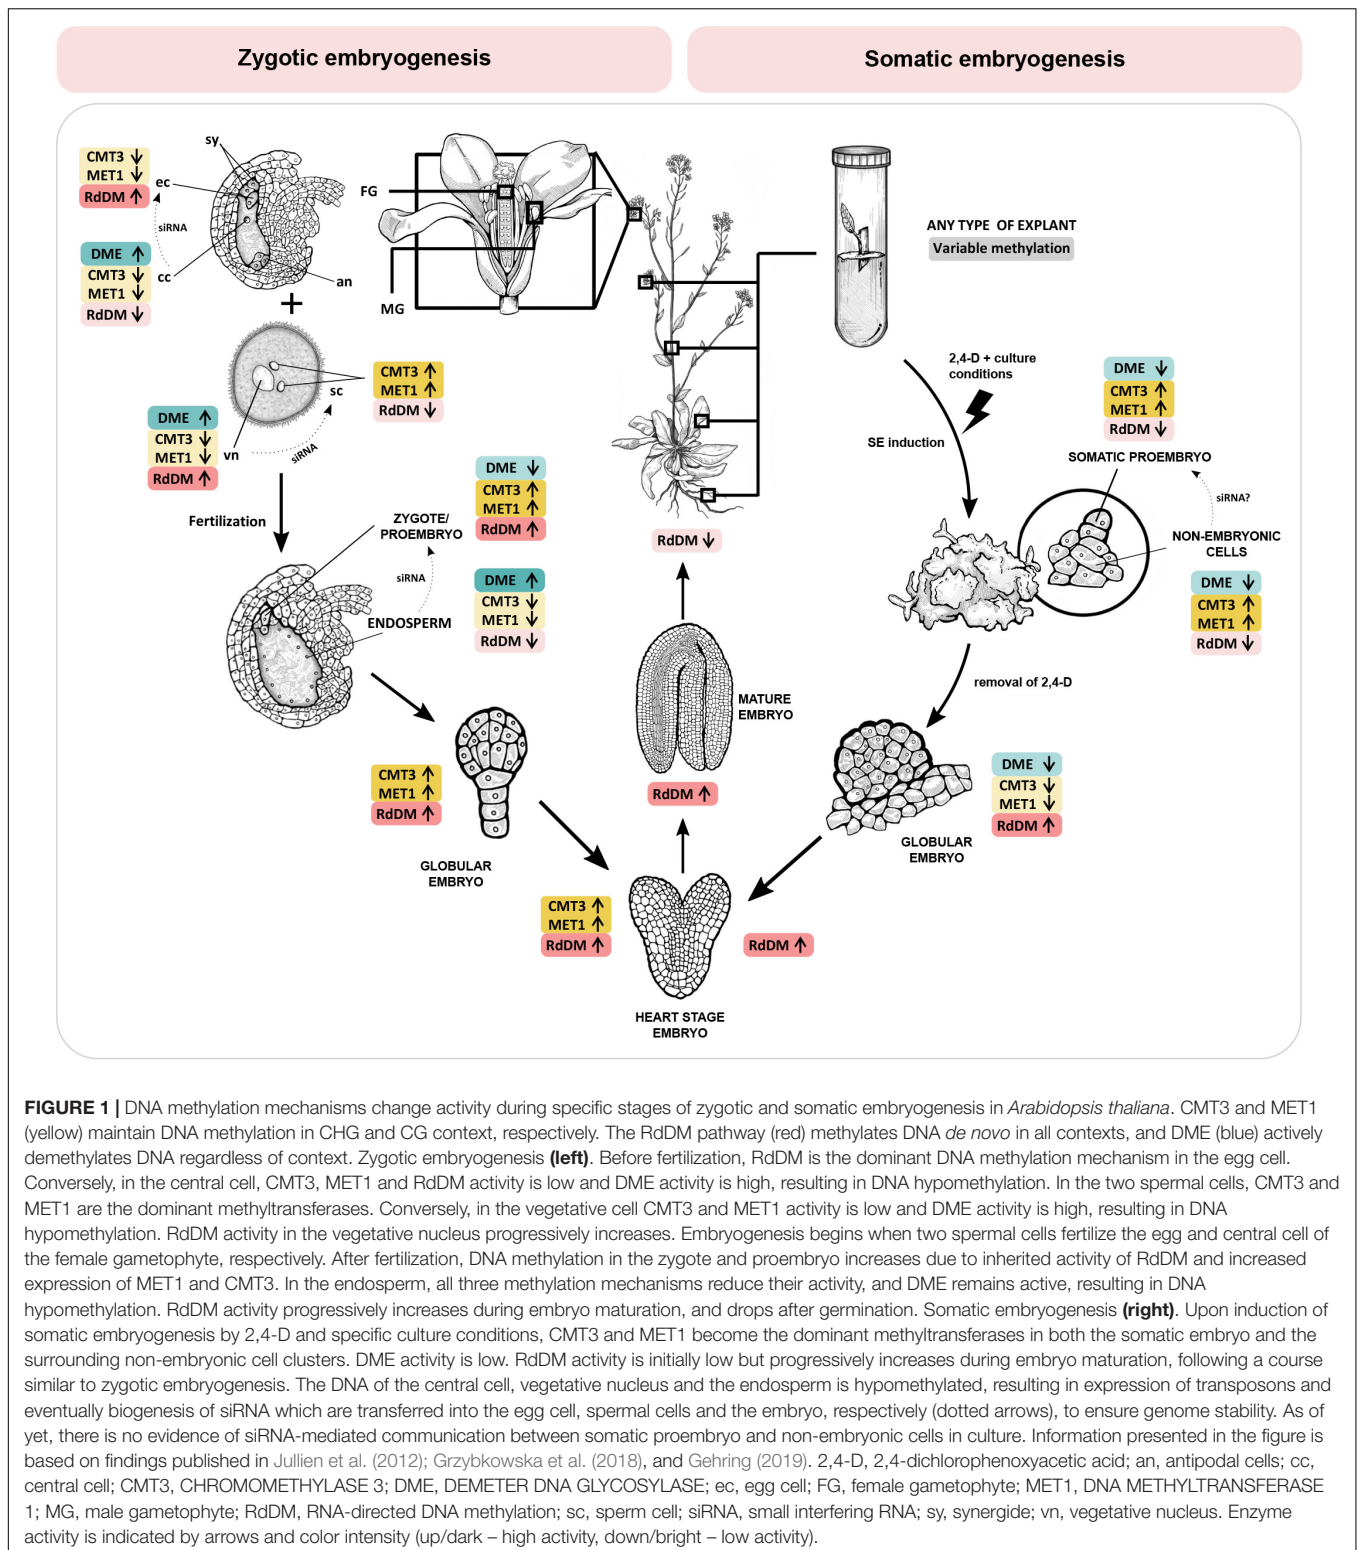 Zygotic embryogenesis
Somatic embryogenesis
sy
CMT3 ↓
MET1 ↓
RdDM ↑
ec
siRNA
DME ↑
CMT3 ↓
MET1 ↓
RdDM ↓
cc
an
+
FG
MG
ANY TYPE OF EXPLANT
Variable methylation
CMT3 ↑
MET1 ↑
RdDM ↓
sc
DME ↑
CMT3 ↓
MET1 ↓
RdDM ↑
vn
siRNA
Fertilization
ZYGOTE/
PROEMBRYO
DME ↓
CMT3 ↑
MET1 ↑
RdDM ↑
siRNA
ENDOSPERM
DME ↑
CMT3 ↓
MET1 ↓
RdDM ↓
CMT3 ↑
MET1 ↑
RdDM ↑
GLOBULAR
EMBRYO
CMT3 ↑
MET1 ↑
RdDM ↑
HEART STAGE
EMBRYO
RdDM ↑
MATURE
EMBRYO
RdDM ↑
RdDM ↓
2,4-D + culture
conditions
SE induction
DME ↓
CMT3 ↑
MET1 ↑
RdDM ↓
SOMATIC PROEMBRYO
siRNA?
NON-EMBRYONIC
CELLS
DME ↓
CMT3 ↑
MET1 ↑
RdDM ↓
removal of 2,4-D
DME ↓
CMT3 ↓
MET1 ↓
RdDM ↑
GLOBULAR
EMBRYO
FIGURE 1 | DNA methylation mechanisms change activity during specific stages of zygotic and somatic embryogenesis in Arabidopsis thaliana. CMT3 and MET1
(yellow) maintain DNA methylation in CHG and CG context, respectively. The RdDM pathway (red) methylates DNA de novo in all contexts, and DME (blue) actively
demethylates DNA regardless of context. Zygotic embryogenesis (left). Before fertilization, RdDM is the dominant DNA methylation mechanism in the egg cell.
Conversely, in the central cell, CMT3, MET1 and RdDM activity is low and DME activity is high, resulting in DNA hypomethylation. In the two spermal cells, CMT3 and
MET1 are the dominant methyltransferases. Conversely, in the vegetative cell CMT3 and MET1 activity is low and DME activity is high, resulting in DNA
hypomethylation. RdDM activity in the vegetative nucleus progressively increases. Embryogenesis begins when two spermal cells fertilize the egg and central cell of
the female gametophyte, respectively. After fertilization, DNA methylation in the zygote and proembryo increases due to inherited activity of RdDM and increased
expression of MET1 and CMT3. In the endosperm, all three methylation mechanisms reduce their activity, and DME remains active, resulting in DNA
hypomethylation. RdDM activity progressively increases during embryo maturation, and drops after germination. Somatic embryogenesis (right). Upon induction of
somatic embryogenesis by 2,4-D and specific culture conditions, CMT3 and MET1 become the dominant methyltransferases in both the somatic embryo and the
surrounding non-embryonic cell clusters. DME activity is low. RdDM activity is initially low but progressively increases during embryo maturation, following a course
similar to zygotic embryogenesis. The DNA of the central cell, vegetative nucleus and the endosperm is hypomethylated, resulting in expression of transposons and
eventually biogenesis of siRNA which are transferred into the egg cell, spermal cells and the embryo, respectively (dotted arrows), to ensure genome stability. As of
yet, there is no evidence of siRNA-mediated communication between somatic proembryo and non-embryonic cells in culture. Information presented in the figure is
based on findings published in Jullien et al. (2012); Grzybkowska et al. (2018), and Gehring (2019). 2,4-D, 2,4-dichlorophenoxyacetic acid; an, antipodal cells; cc,
central cell; CMT3, CHROMOMETHYLASE 3; DME, DEMETER DNA GLYCOSYLASE; ec, egg cell; FG, female gametophyte; MET1, DNA METHYLTRANSFERASE
1; MG, male gametophyte; RdDM, RNA-directed DNA methylation; sc, sperm cell; siRNA, small interfering RNA; sy, synergide; vn, vegetative nucleus. Enzyme
activity is indicated by arrows and color intensity (up/dark – high activity, down/bright – low activity).